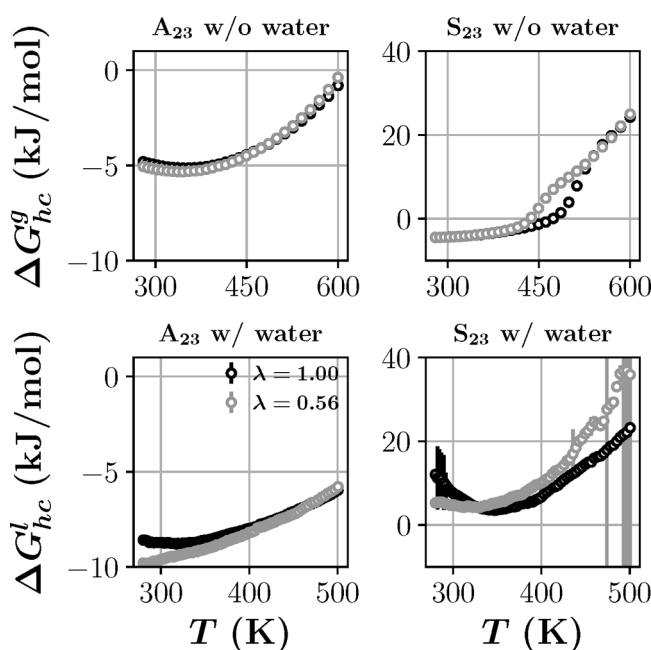 A₂₃ w/o water
S₂₃ w/o water
ΔG^g_hc (kJ/mol)
0
−5
−10
300
450
600
40
20
0
300
450
600
A₂₃ w/ water
S₂₃ w/ water
ΔG^l_hc (kJ/mol)
−5
−10
λ = 1.00
λ = 0.56
300
400
500
T (K)
40
20
0
300
400
500
T (K)